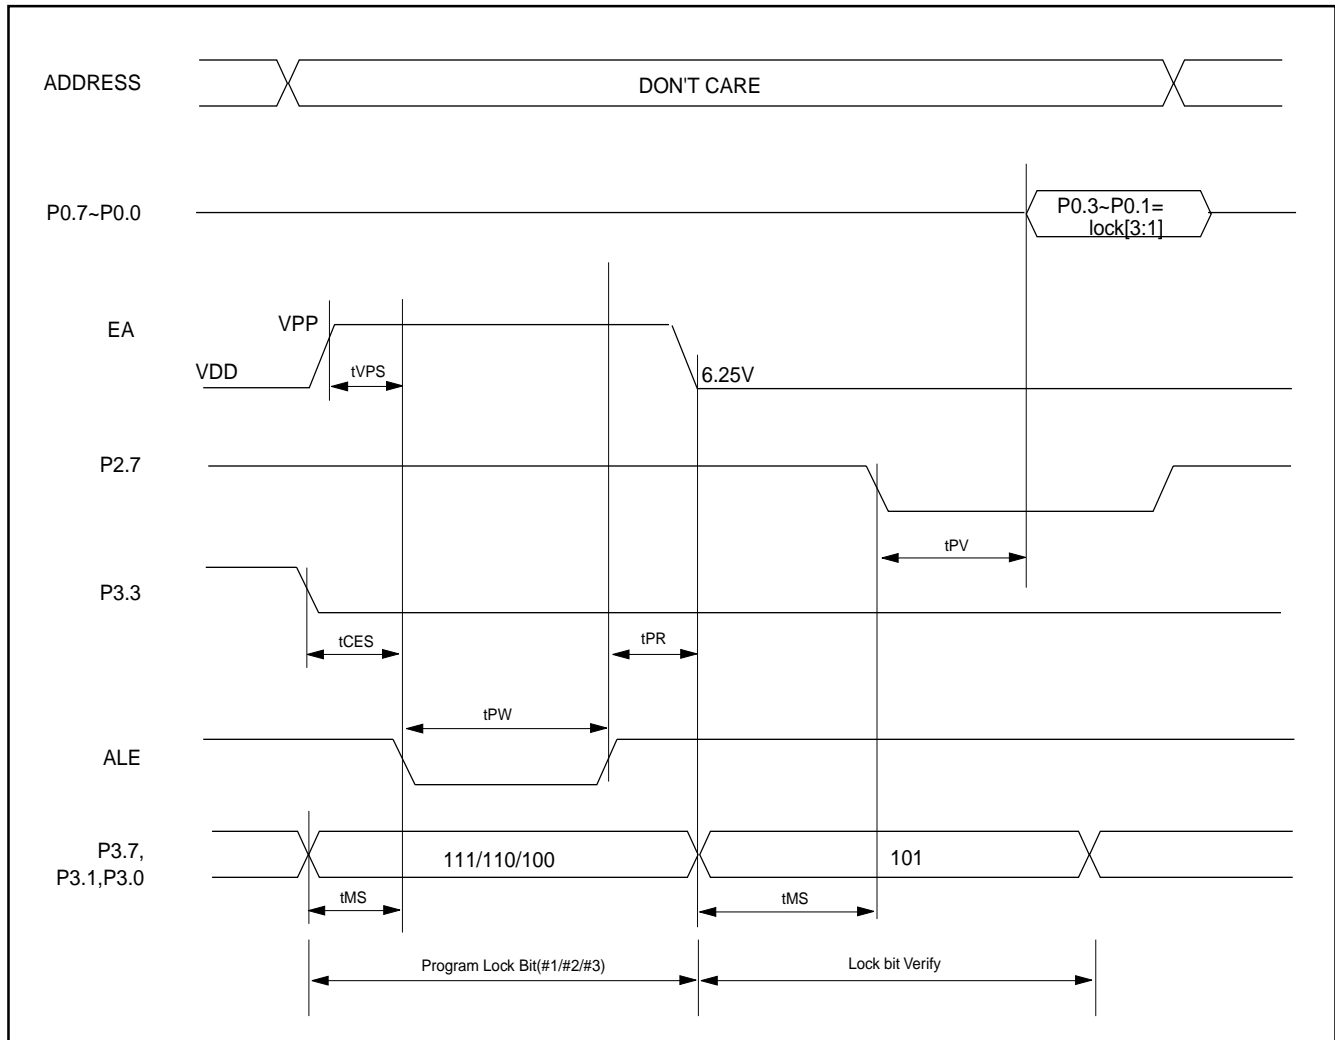 ADDRESS
DON'T CARE
P0.7~P0.0
P0.3~P0.1=
lock[3:1]
EA
VPP
VDD
tVPS
6.25V
P2.7
tPV
P3.3
tCES
tPR
tPW
ALE
P3.7,
P3.1,P3.0
111/110/100
101
tMS
tMS
Program Lock Bit(#1/#2/#3)
Lock bit Verify